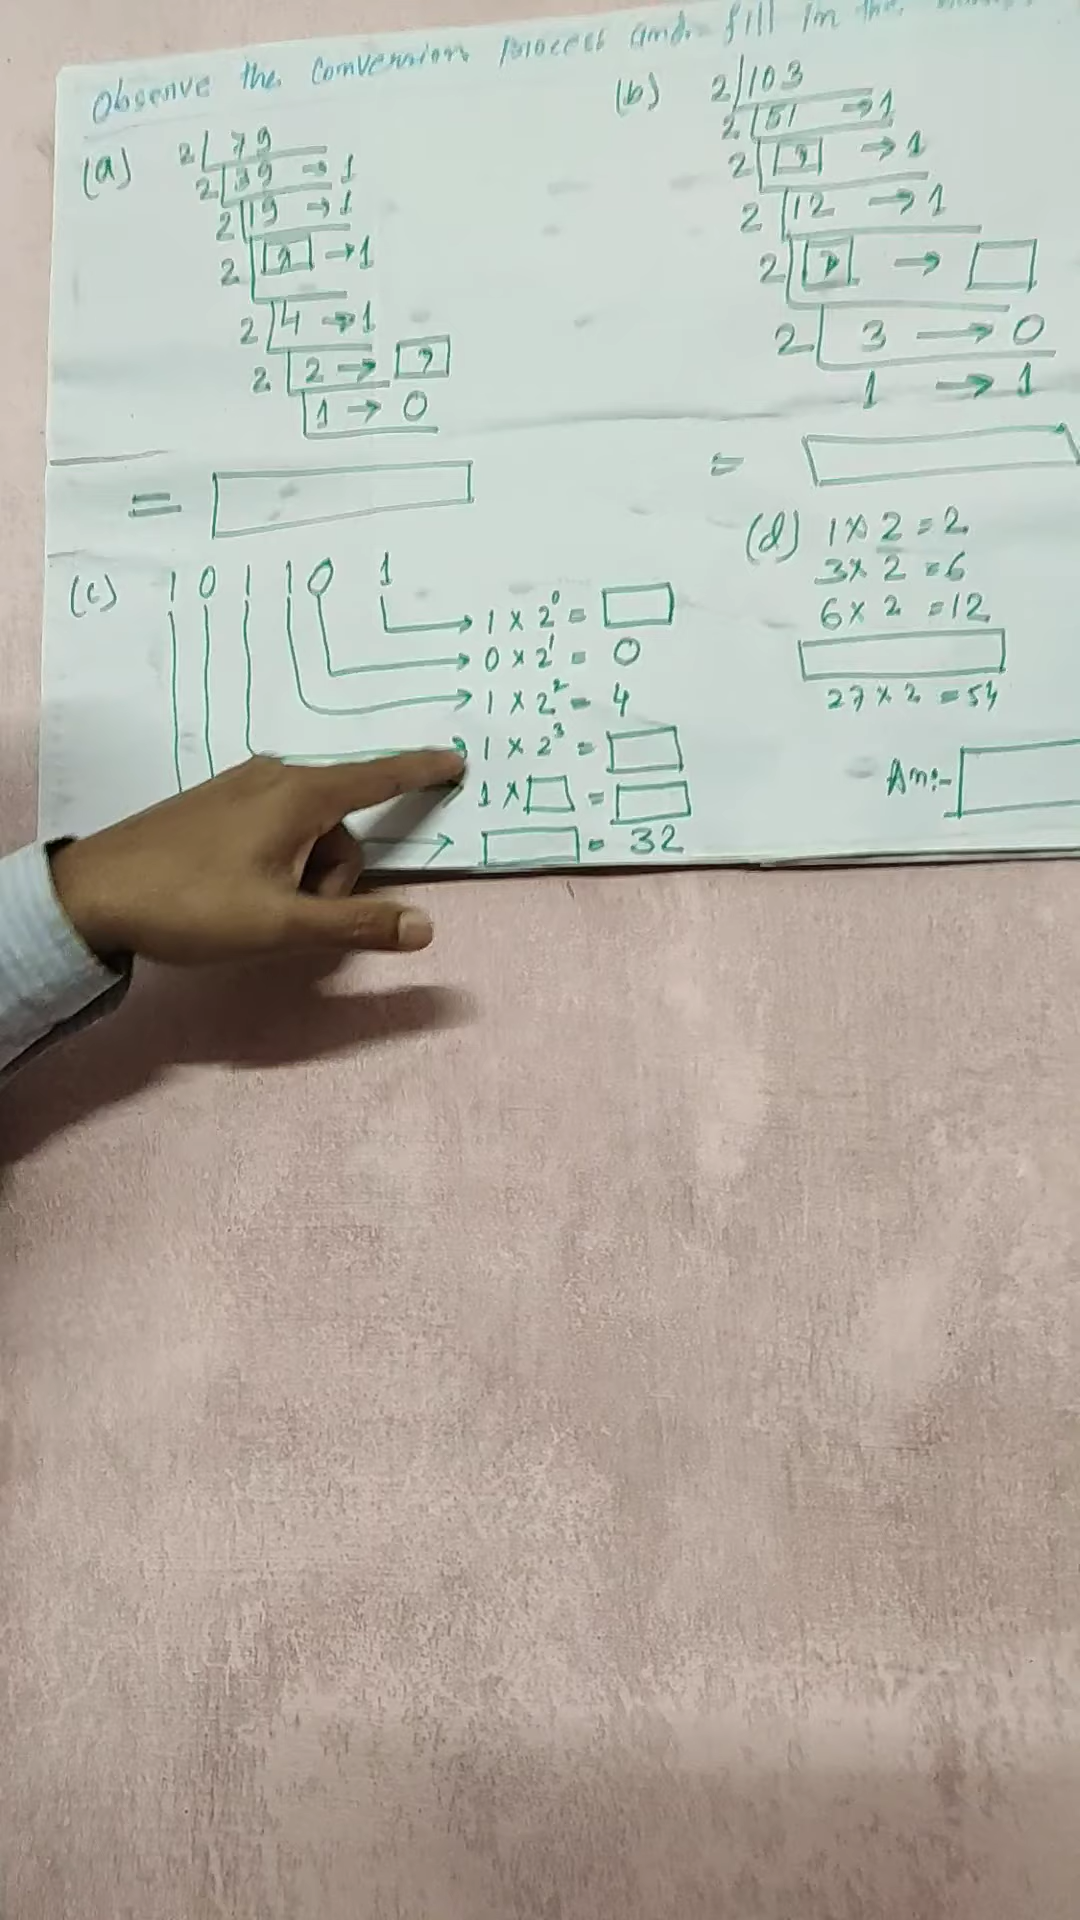 Observe the conversion process and fill in the
(a) 2 79
2 39 → 1
2 19 → 1
2 ? → 1
2 4 → 1
2 2 → ?
1 → 0
=
(b) 2 103
2 51 → 1
2 ? → 1
2 12 → 1
2 →
2 3 → 0
1 → 1
=
(c) 1 0 1 1 0 1
1 × 2⁰ =
0 × 2¹ = 0
1 × 2² = 4
1 × 2³ =
1 × =
= 32
(d) 1 × 2 = 2
3 × 2 = 6
6 × 2 = 12
27 × 2 = 54
Ans:-